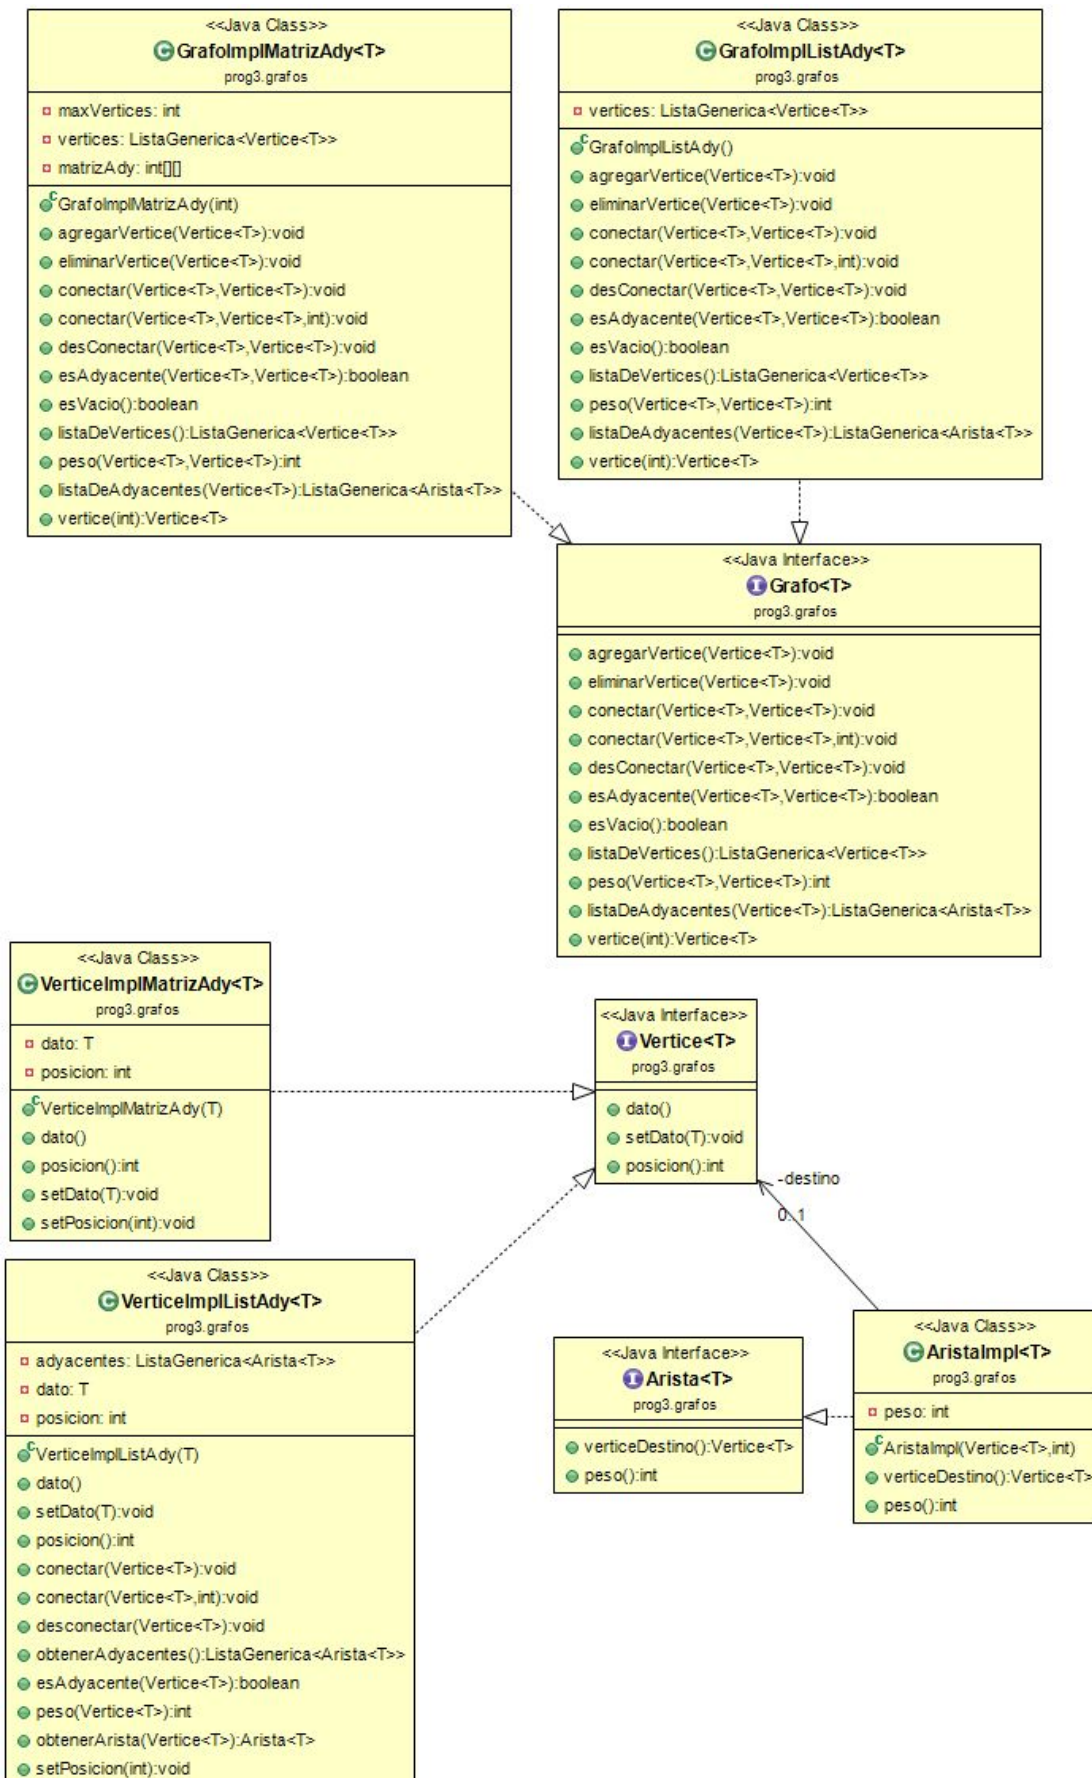 <<Java Class>>
GrafoImplMatrizAdy<T>
prog3.grafos
maxVertices: int
vertices: ListaGenerica<Vertice<T>>
matrizAdy: int[][]
GrafoImplMatrizAdy(int)
agregarVertice(Vertice<T>):void
eliminarVertice(Vertice<T>):void
conectar(Vertice<T>,Vertice<T>):void
conectar(Vertice<T>,Vertice<T>,int):void
desConectar(Vertice<T>,Vertice<T>):void
esAdyacente(Vertice<T>,Vertice<T>):boolean
esVacio():boolean
listaDeVertices():ListaGenerica<Vertice<T>>
peso(Vertice<T>,Vertice<T>):int
listaDeAdyacentes(Vertice<T>):ListaGenerica<Arista<T>>
vertice(int):Vertice<T>
<<Java Class>>
GrafoImplListAdy<T>
prog3.grafos
vertices: ListaGenerica<Vertice<T>>
GrafoImplListAdy()
agregarVertice(Vertice<T>):void
eliminarVertice(Vertice<T>):void
conectar(Vertice<T>,Vertice<T>):void
conectar(Vertice<T>,Vertice<T>,int):void
desConectar(Vertice<T>,Vertice<T>):void
esAdyacente(Vertice<T>,Vertice<T>):boolean
esVacio():boolean
listaDeVertices():ListaGenerica<Vertice<T>>
peso(Vertice<T>,Vertice<T>):int
listaDeAdyacentes(Vertice<T>):ListaGenerica<Arista<T>>
vertice(int):Vertice<T>
<<Java Interface>>
Grafo<T>
prog3.grafos
agregarVertice(Vertice<T>):void
eliminarVertice(Vertice<T>):void
conectar(Vertice<T>,Vertice<T>):void
conectar(Vertice<T>,Vertice<T>,int):void
desConectar(Vertice<T>,Vertice<T>):void
esAdyacente(Vertice<T>,Vertice<T>):boolean
esVacio():boolean
listaDeVertices():ListaGenerica<Vertice<T>>
peso(Vertice<T>,Vertice<T>):int
listaDeAdyacentes(Vertice<T>):ListaGenerica<Arista<T>>
vertice(int):Vertice<T>
<<Java Class>>
VerticeImplMatrizAdy<T>
prog3.grafos
dato: T
posicion: int
VerticeImplMatrizAdy(T)
dato()
posicion():int
setDato(T):void
setPosicion(int):void
<<Java Interface>>
Vertice<T>
prog3.grafos
dato()
setDato(T):void
posicion():int
-destino
0..1
<<Java Class>>
VerticeImplListAdy<T>
prog3.grafos
adyacentes: ListaGenerica<Arista<T>>
dato: T
posicion: int
VerticeImplListAdy(T)
dato()
setDato(T):void
posicion():int
conectar(Vertice<T>):void
conectar(Vertice<T>,int):void
desconectar(Vertice<T>):void
obtenerAdyacentes():ListaGenerica<Arista<T>>
esAdyacente(Vertice<T>):boolean
peso(Vertice<T>):int
obtenerArista(Vertice<T>):Arista<T>
setPosicion(int):void
<<Java Interface>>
Arista<T>
prog3.grafos
verticeDestino():Vertice<T>
peso():int
<<Java Class>>
AristaImpl<T>
prog3.grafos
peso: int
AristaImpl(Vertice<T>,int)
verticeDestino():Vertice<T>
peso():int